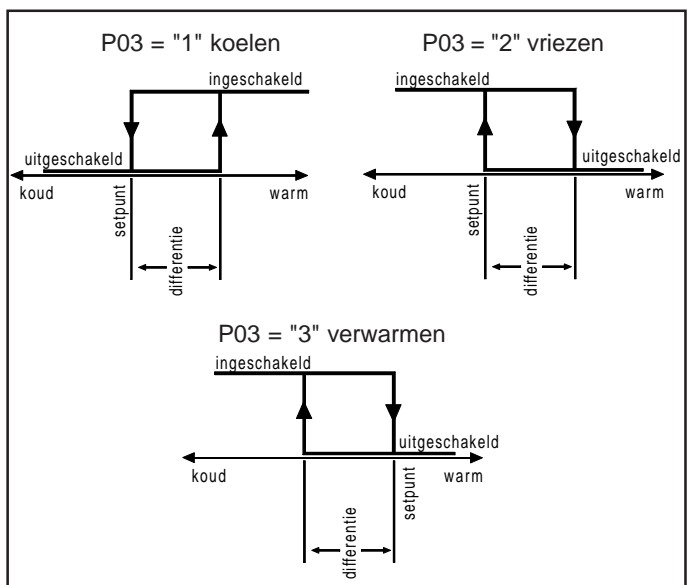 P03 = "1" koelen
ingeschakeld
uitgeschakeld
koud
warm
setpunt
differentie
P03 = "2" vriezen
ingeschakeld
uitgeschakeld
koud
warm
setpunt
differentie
P03 = "3" verwarmen
ingeschakeld
uitgeschakeld
koud
warm
setpunt
differentie